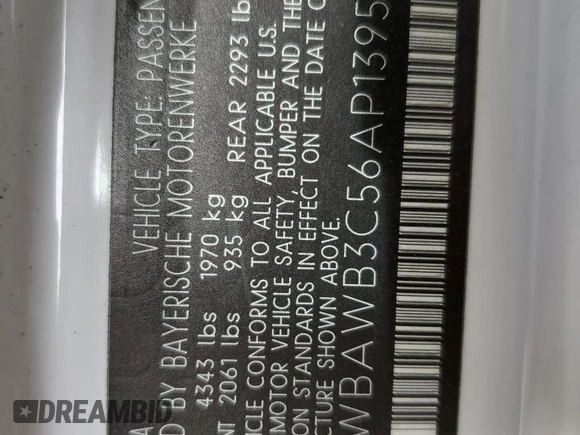 VEHICLE TYPE: PASSEN
D BY BAYERISCHE MOTORENWERKE
4343 lbs 1970 kg
NT 2061 lbs 935 kg REAR 2293 lb
ICLE CONFORMS TO ALL APPLICABLE U.S.
MOTOR VEHICLE SAFETY, BUMPER AND THE
ON STANDARDS IN EFFECT ON THE DATE O
CTURE SHOWN ABOVE.
WBAWB3C56AP1395
DREAMBID